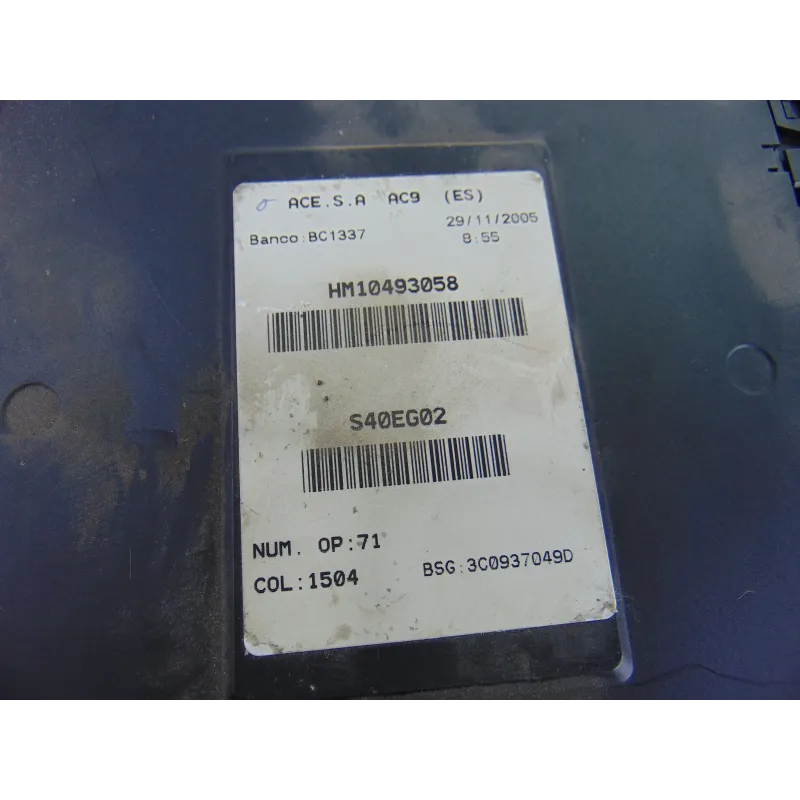 ACE.S.A AC9 (ES)
29/11/2005
Banco:BC1337 8:55
HM10493058
S40EG02
NUM. OP:71
BSG:3C0937049D
COL:1504